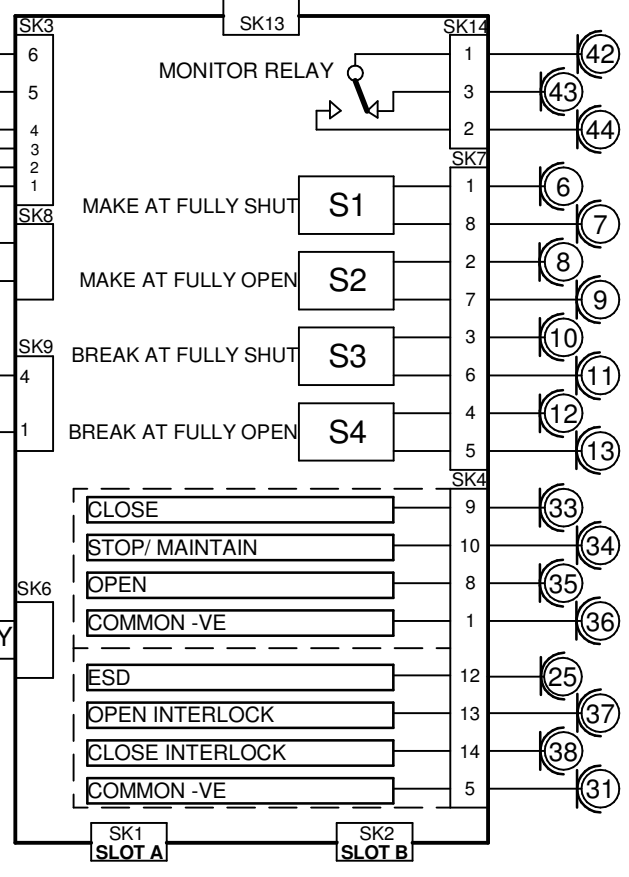 SK3
SK13
SK14
6
MONITOR RELAY
1
42
5
3
43
4
2
44
3
2
1
SK7
MAKE AT FULLY SHUT
S1
1
6
SK8
8
7
MAKE AT FULLY OPEN
S2
2
8
7
9
SK9
BREAK AT FULLY SHUT
S3
3
10
4
6
11
BREAK AT FULLY OPEN
S4
4
12
1
5
13
SK4
CLOSE
9
33
STOP/ MAINTAIN
10
34
SK6
OPEN
8
35
COMMON -VE
1
36
Y
ESD
12
25
OPEN INTERLOCK
13
37
CLOSE INTERLOCK
14
38
COMMON -VE
5
31
SK1
SLOT A
SK2
SLOT B